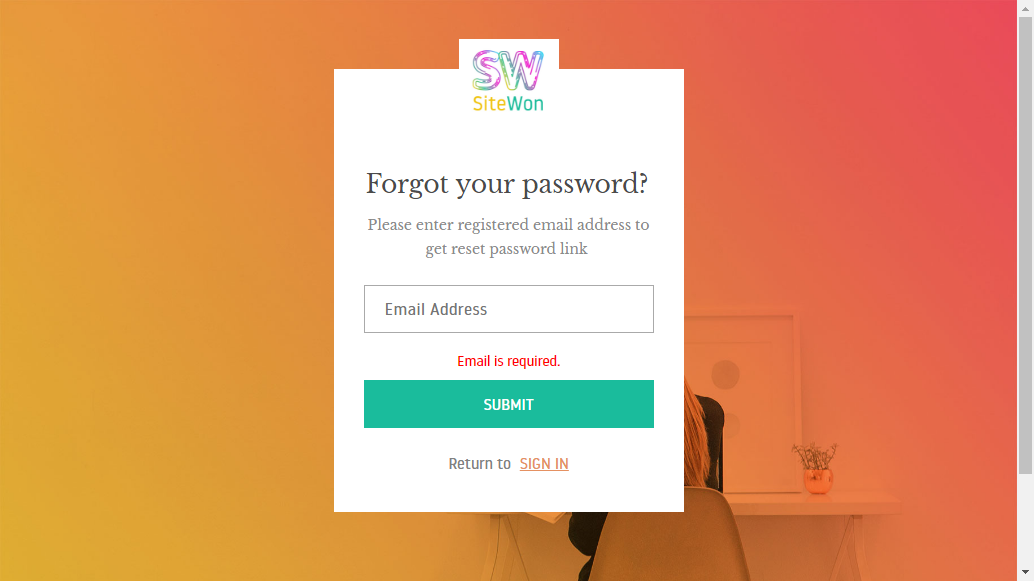 SW
SiteWon
Forgot your password?
Please enter registered email address to
get reset password link
Email Address
Email is required.
SUBMIT
Return to SIGN IN